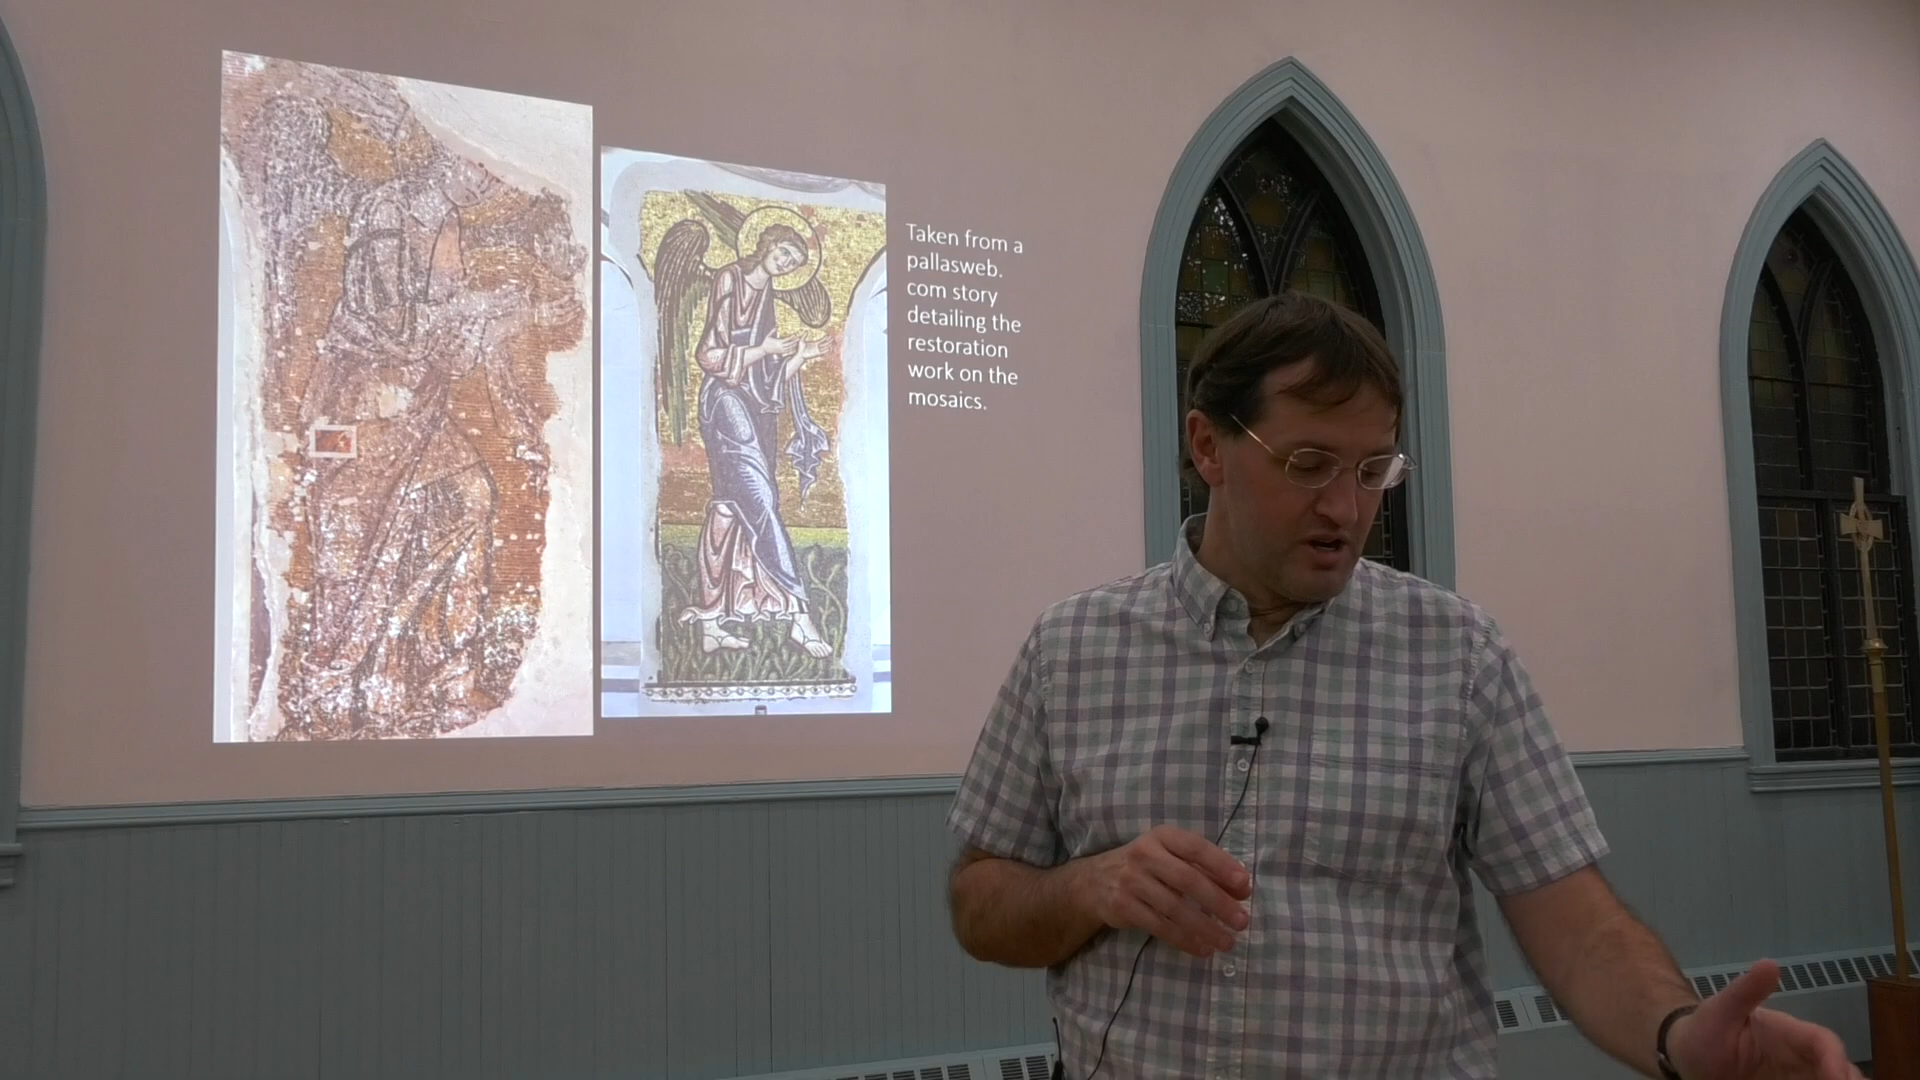 Taken from a
pallasweb.
com story
detailing the
restoration
work on the
mosaics.